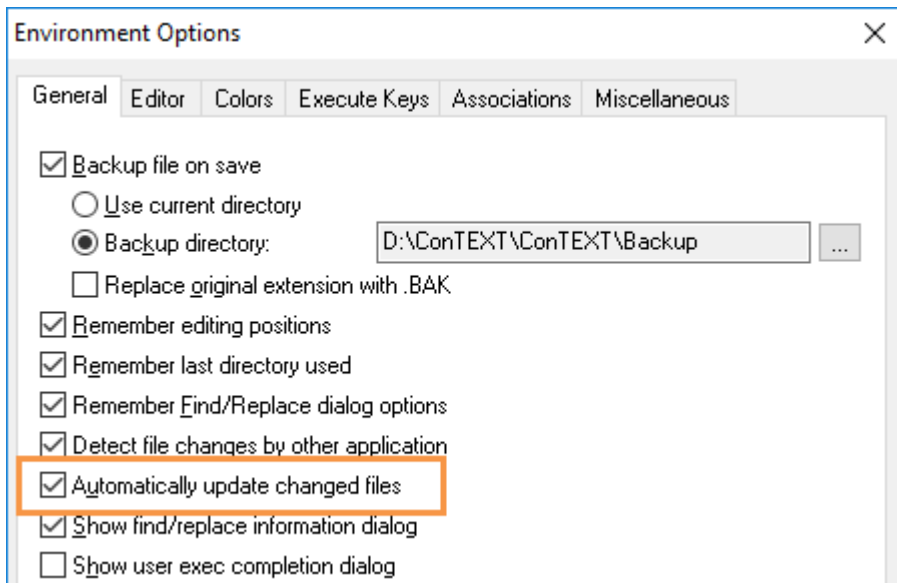 Environment Options
General Editor Colors Execute Keys Associations Miscellaneous
Backup file on save
Use current directory
Backup directory: D:\ConTEXT\ConTEXT\Backup ...
Replace original extension with .BAK
Remember editing positions
Remember last directory used
Remember Find/Replace dialog options
Detect file changes by other application
Automatically update changed files
Show find/replace information dialog
Show user exec completion dialog